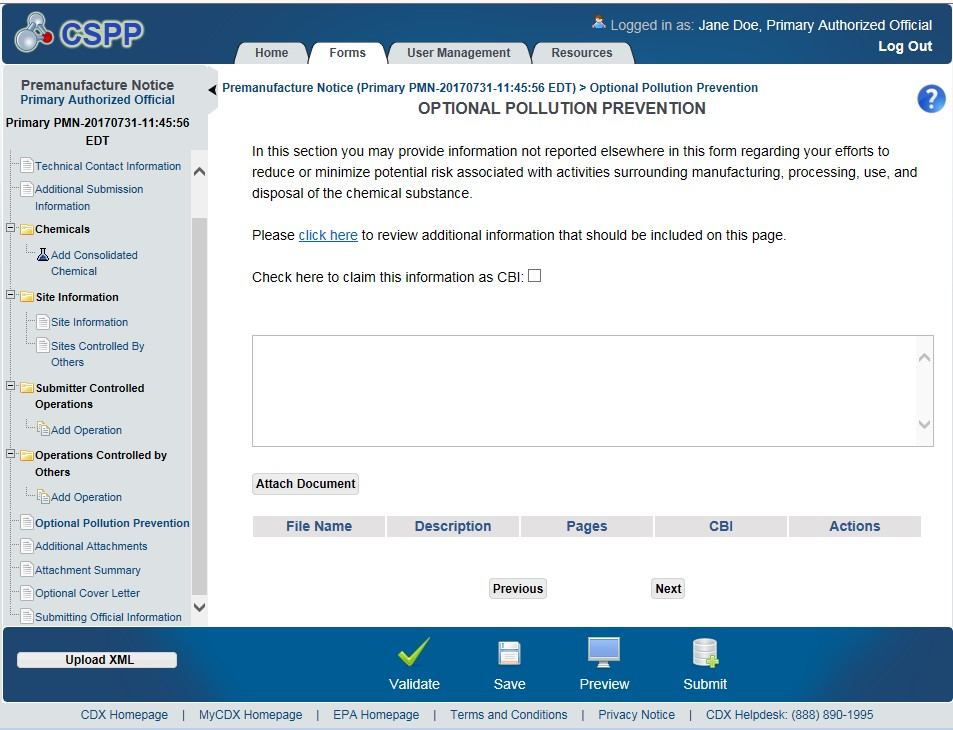 CSPP
Logged in as: Jane Doe, Primary Authorized Official
Log Out
Home
Forms
User Management
Resources
Premanufacture Notice
Primary Authorized Official
Primary PMN-20170731-11:45:56
EDT
Technical Contact Information
Additional Submission
Information
Chemicals
Add Consolidated
Chemical
Site Information
Site Information
Sites Controlled By
Others
Submitter Controlled
Operations
Add Operation
Operations Controlled by
Others
Add Operation
Optional Pollution Prevention
Additional Attachments
Attachment Summary
Optional Cover Letter
Submitting Official Information
Premanufacture Notice (Primary PMN-20170731-11:45:56 EDT) > Optional Pollution Prevention
OPTIONAL POLLUTION PREVENTION
?
In this section you may provide information not reported elsewhere in this form regarding your efforts to
reduce or minimize potential risk associated with activities surrounding manufacturing, processing, use, and
disposal of the chemical substance.
Please click here to review additional information that should be included on this page.
Check here to claim this information as CBI:
Attach Document
File Name Description Pages CBI Actions
Previous Next
Upload XML
Validate Save Preview Submit
CDX Homepage | MyCDX Homepage | EPA Homepage | Terms and Conditions | Privacy Notice | CDX Helpdesk: (888) 890-1995